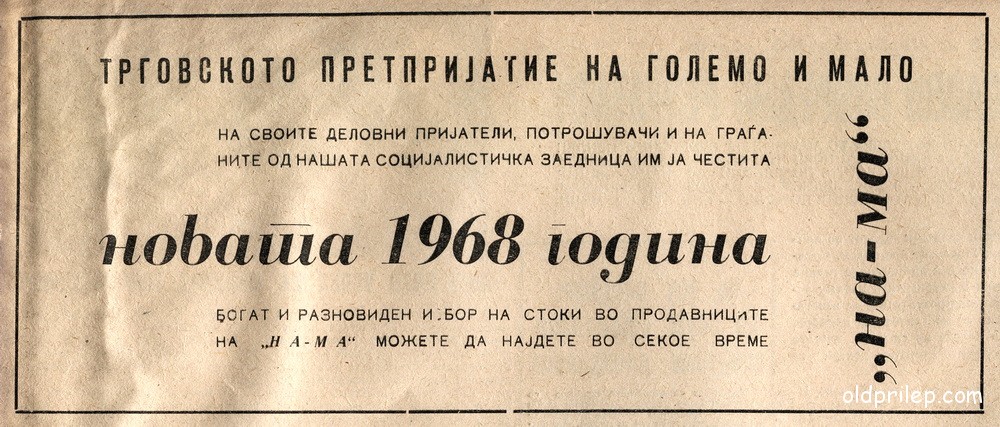 ТРГОВСКОТО ПРЕТПРИЈАТИЕ НА ГОЛЕМО И МАЛО
„на-ма“
НА СВОИТЕ ДЕЛОВНИ ПРИЈАТЕЛИ, ПОТРОШУВАЧИ И НА ГРАЃА-
НИТЕ ОД НАШАТА СОЦИЈАЛИСТИЧКА ЗАЕДНИЦА ИМ ЈА ЧЕСТИТА
новата 1968 година
БОГАТ И РАЗНОВИДЕН ИЗБОР НА СТОКИ ВО ПРОДАВНИЦИТЕ
НА „НА-МА“ МОЖЕТЕ ДА НАЈДЕТЕ ВО СЕКОЕ ВРЕМЕ
oldprilep.com